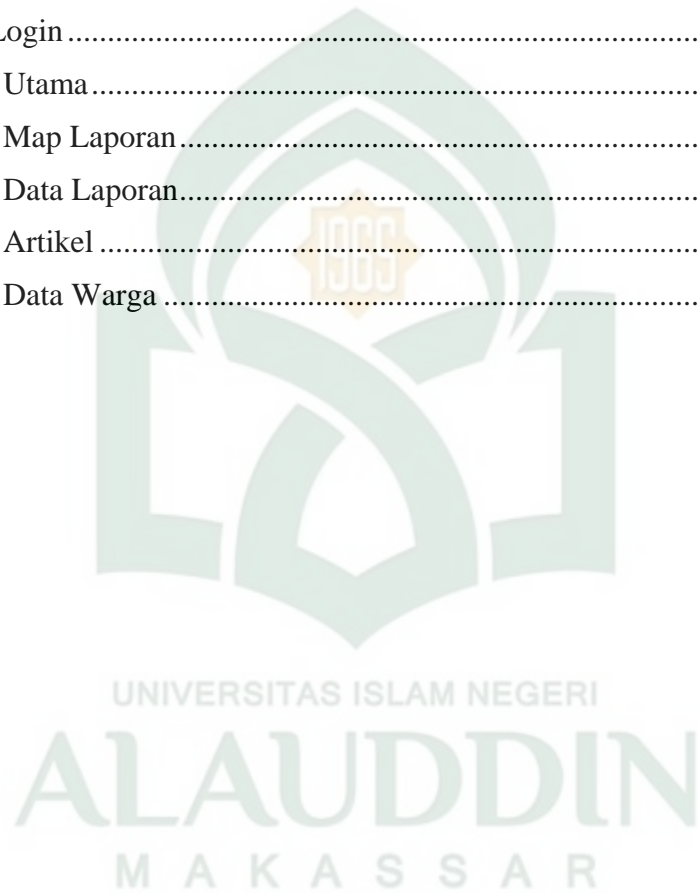 Login ........................................................................
Utama ........................................................................
Map Laporan ..............................................................
Data Laporan ..............................................................
Artikel ........................................................................
Data Warga ................................................................
1965
UNIVERSITAS ISLAM NEGERI
ALAUDDIN
MAKASSAR